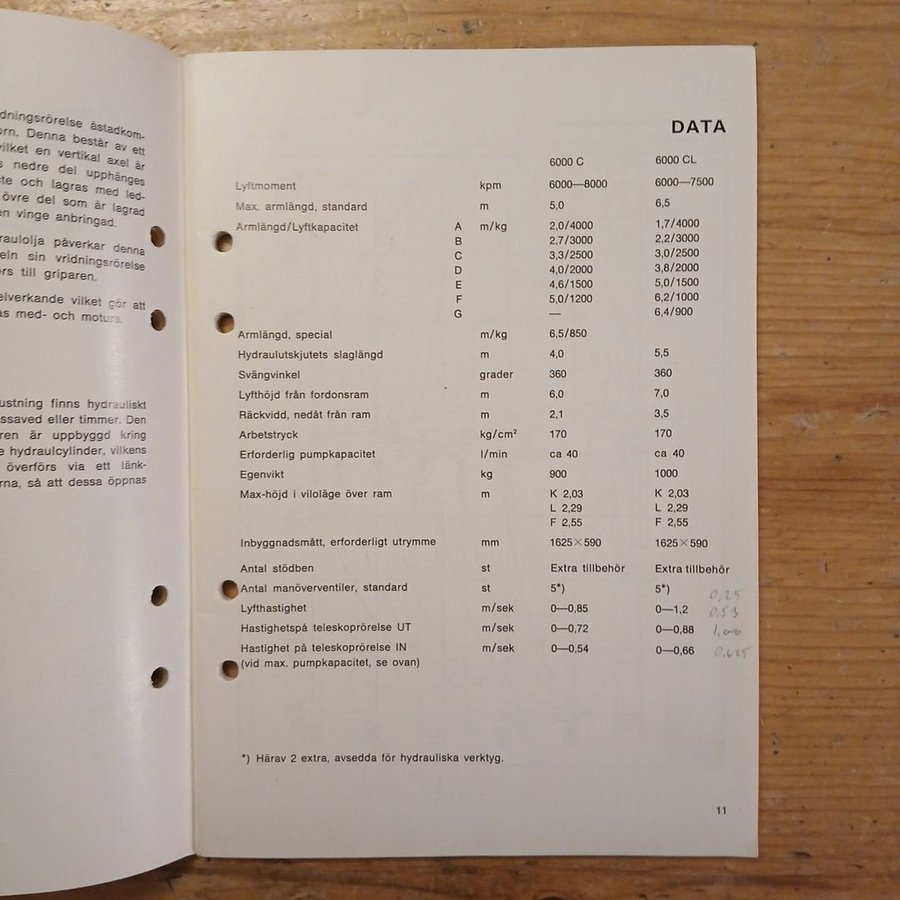 dningsrörelse åstadkom-
orn. Denna består av ett
vilket en vertikal axel är
s nedre del upphänges
te och lagras med led-
övre del som är lagrad
en vinge anbringad.
raulolja påverkar denna
eln sin vridningsrörelse
rs till griparen.
elverkande vilket gör att
as med- och moturs.
ustning finns hydrauliskt
ssaved eller timmer. Den
ren är uppbyggd kring
e hydraulcylinder, vilkens
överförs via ett länk-
rna, så att dessa öppnas
DATA
6000 C 6000 CL
Lyftmoment kpm 6000—8000 6000—7500
Max. armlängd, standard m 5,0 6,5
Armlängd/Lyftkapacitet A m/kg 2,0/4000 1,7/4000
B 2,7/3000 2,2/3000
C 3,3/2500 3,0/2500
D 4,0/2000 3,8/2000
E 4,6/1500 5,0/1500
F 5,0/1200 6,2/1000
G — 6,4/900
Armlängd, special m/kg 6,5/850
Hydraulutskjutets slaglängd m 4,0 5,5
Svängvinkel grader 360 360
Lyfthöjd från fordonsram m 6,0 7,0
Räckvidd, nedåt från ram m 2,1 3,5
Arbetstryck kg/cm² 170 170
Erforderlig pumpkapacitet l/min ca 40 ca 40
Egenvikt kg 900 1000
Max-höjd i viloläge över ram m K 2,03 K 2,03
L 2,29 L 2,29
F 2,55 F 2,55
Inbyggnadsmått, erforderligt utrymme mm 1625×590 1625×590
Antal stödben st Extra tillbehör Extra tillbehör
Antal manöverventiler, standard st 5*) 5*) 0,25
Lyfthastighet m/sek 0—0,85 0—1,2 0,53
Hastighetspå teleskoprörelse UT m/sek 0—0,72 0—0,88 1,00
Hastighet på teleskoprörelse IN m/sek 0—0,54 0—0,66 0,625
(vid max. pumpkapacitet, se ovan)
*) Härav 2 extra, avsedda för hydrauliska verktyg.
11